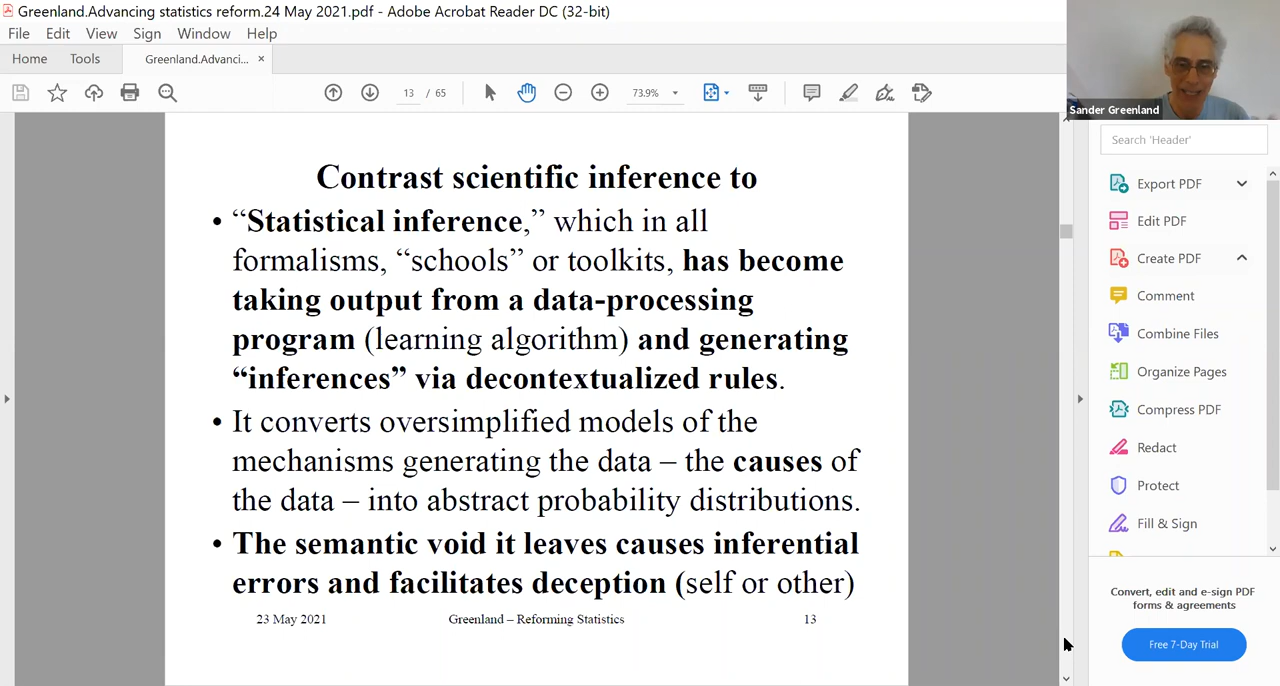 Greenland.Advancing statistics reform.24 May 2021.pdf - Adobe Acrobat Reader DC (32-bit)
File Edit View Sign Window Help
Home Tools Greenland.Advanci... ×
13 / 65 73.9%
Sander Greenland
Search 'Header'
Export PDF
Edit PDF
Create PDF
Comment
Combine Files
Organize Pages
Compress PDF
Redact
Protect
Fill & Sign
Convert, edit and e-sign PDF
forms & agreements
Free 7-Day Trial
Contrast scientific inference to
• “Statistical inference,” which in all
formalisms, “schools” or toolkits, has become
taking output from a data-processing
program (learning algorithm) and generating
“inferences” via decontextualized rules.
• It converts oversimplified models of the
mechanisms generating the data – the causes of
the data – into abstract probability distributions.
• The semantic void it leaves causes inferential
errors and facilitates deception (self or other)
23 May 2021 Greenland – Reforming Statistics 13